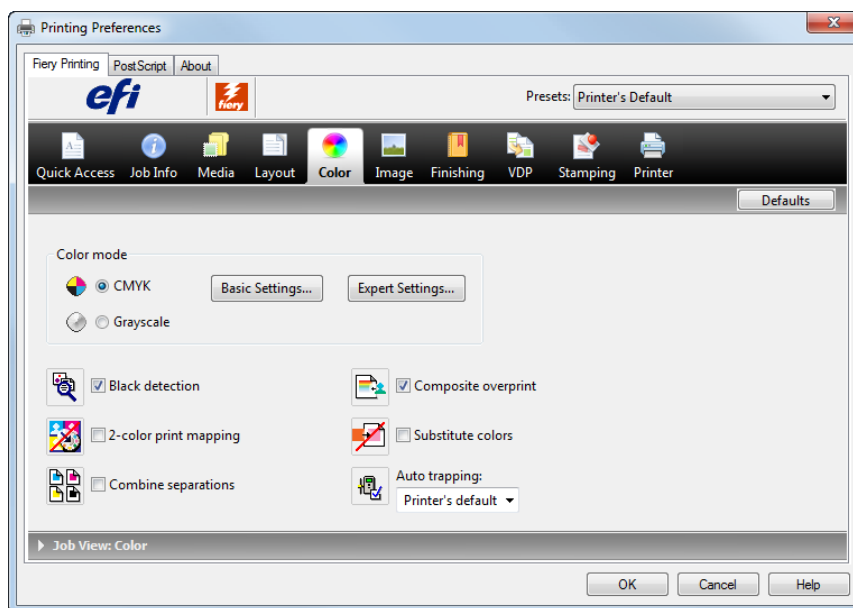 Printing Preferences
Fiery Printing PostScript About
efi fiery Presets: Printer's Default
Quick Access Job Info Media Layout Color Image Finishing VDP Stamping Printer
Defaults
Color mode
CMYK Basic Settings... Expert Settings...
Grayscale
Black detection Composite overprint
2-color print mapping Substitute colors
Combine separations Auto trapping:
Printer's default
Job View: Color
OK Cancel Help